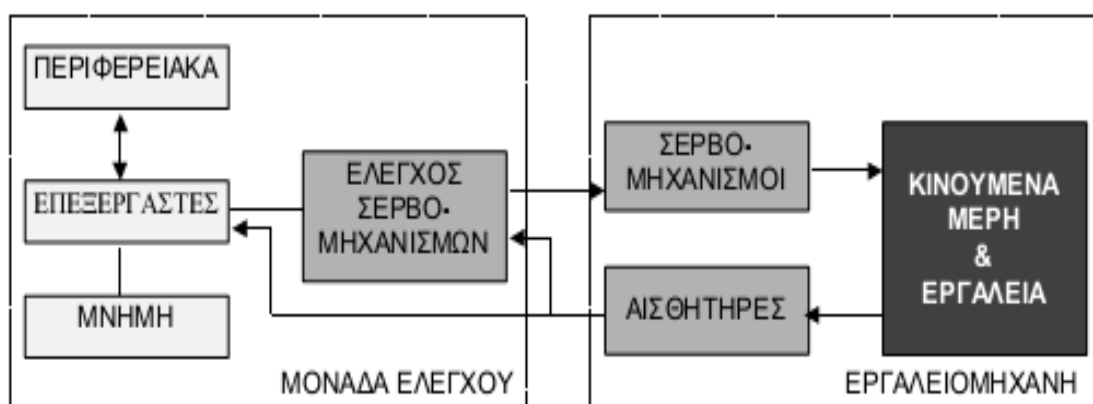 ΠΕΡΙΦΕΡΕΙΑΚΑ
ΕΠΕΞΕΡΓΑΣΤΕΣ
ΜΝΗΜΗ
ΕΛΕΓΧΟΣ
ΣΕΡΒΟ-
ΜΗΧΑΝΙΣΜΩΝ
ΜΟΝΑΔΑ ΕΛΕΓΧΟΥ
ΣΕΡΒΟ-
ΜΗΧΑΝΙΣΜΟΙ
ΑΙΣΘΗΤΗΡΕΣ
ΚΙΝΟΥΜΕΝΑ
ΜΕΡΗ
&
ΕΡΓΑΛΕΙΑ
ΕΡΓΑΛΕΙΟΜΗΧΑΝΗ